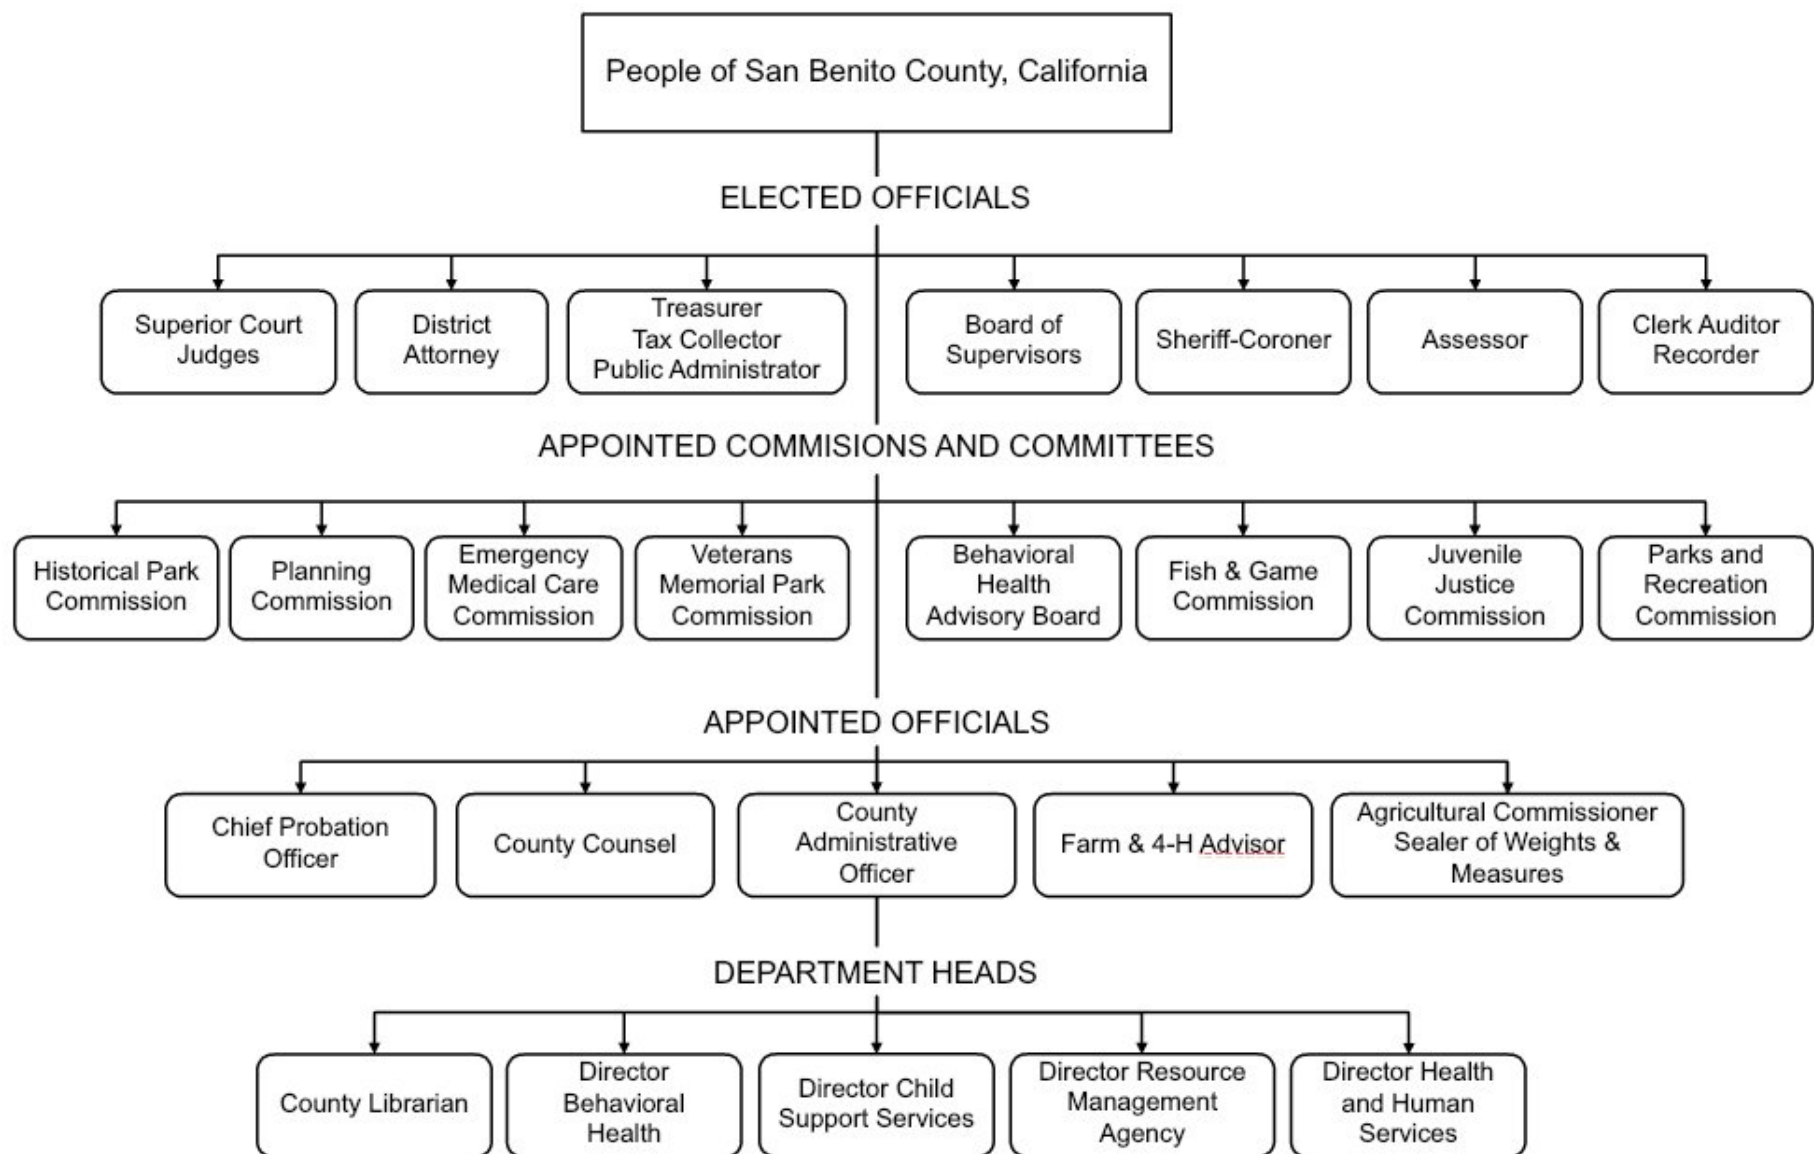 People of San Benito County, California
ELECTED OFFICIALS
Superior Court
Judges
District
Attorney
Treasurer
Tax Collector
Public Administrator
Board of
Supervisors
Sheriff-Coroner
Assessor
Clerk Auditor
Recorder
APPOINTED COMMISIONS AND COMMITTEES
Historical Park
Commission
Planning
Commission
Emergency
Medical Care
Commission
Veterans
Memorial Park
Commission
Behavioral
Health
Advisory Board
Fish & Game
Commission
Juvenile
Justice
Commission
Parks and
Recreation
Commission
APPOINTED OFFICIALS
Chief Probation
Officer
County Counsel
County
Administrative
Officer
Farm & 4-H Advisor
Agricultural Commissioner
Sealer of Weights &
Measures
DEPARTMENT HEADS
County Librarian
Director
Behavioral
Health
Director Child
Support Services
Director Resource
Management
Agency
Director Health
and Human
Services